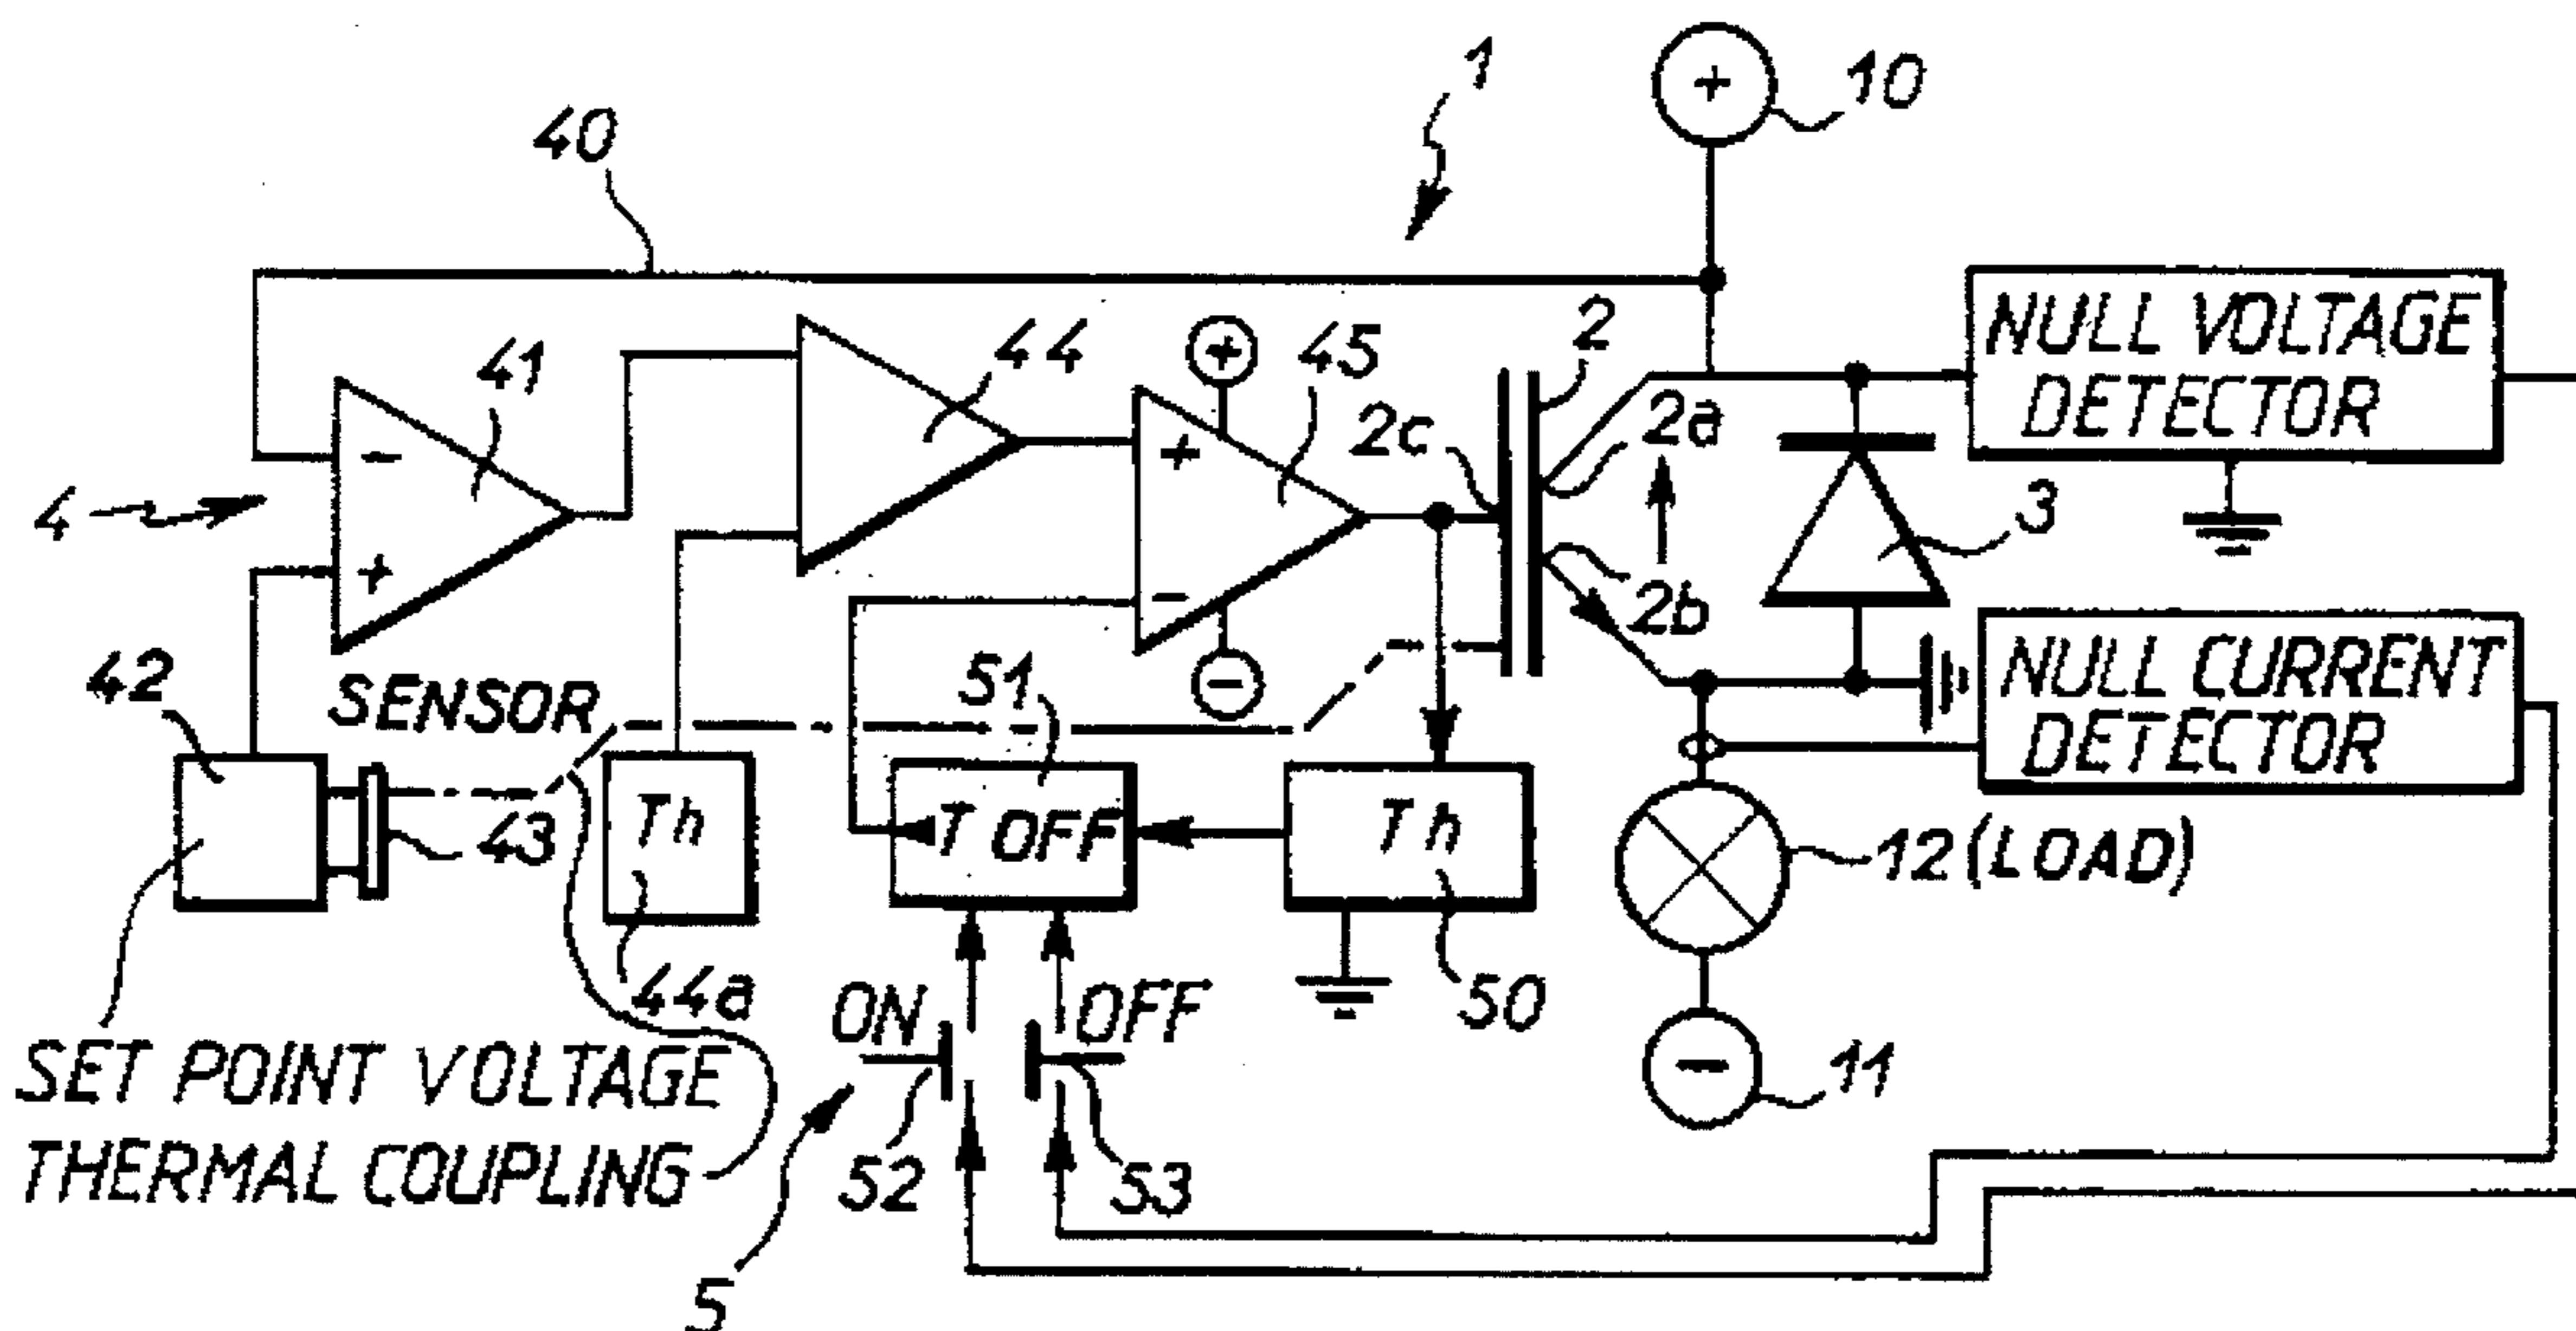 1
+
10
40
NULL VOLTAGE
DETECTOR
2
44
+
45
41
2a
2c
-
+
4
3
+
-
2b
NULL CURRENT
DETECTOR
42
SENSOR
51
-
43
Th
T OFF
Th
12 (LOAD)
44a
ON
OFF
50
SET POINT VOLTAGE
-
11
THERMAL COUPLING
52
53
5